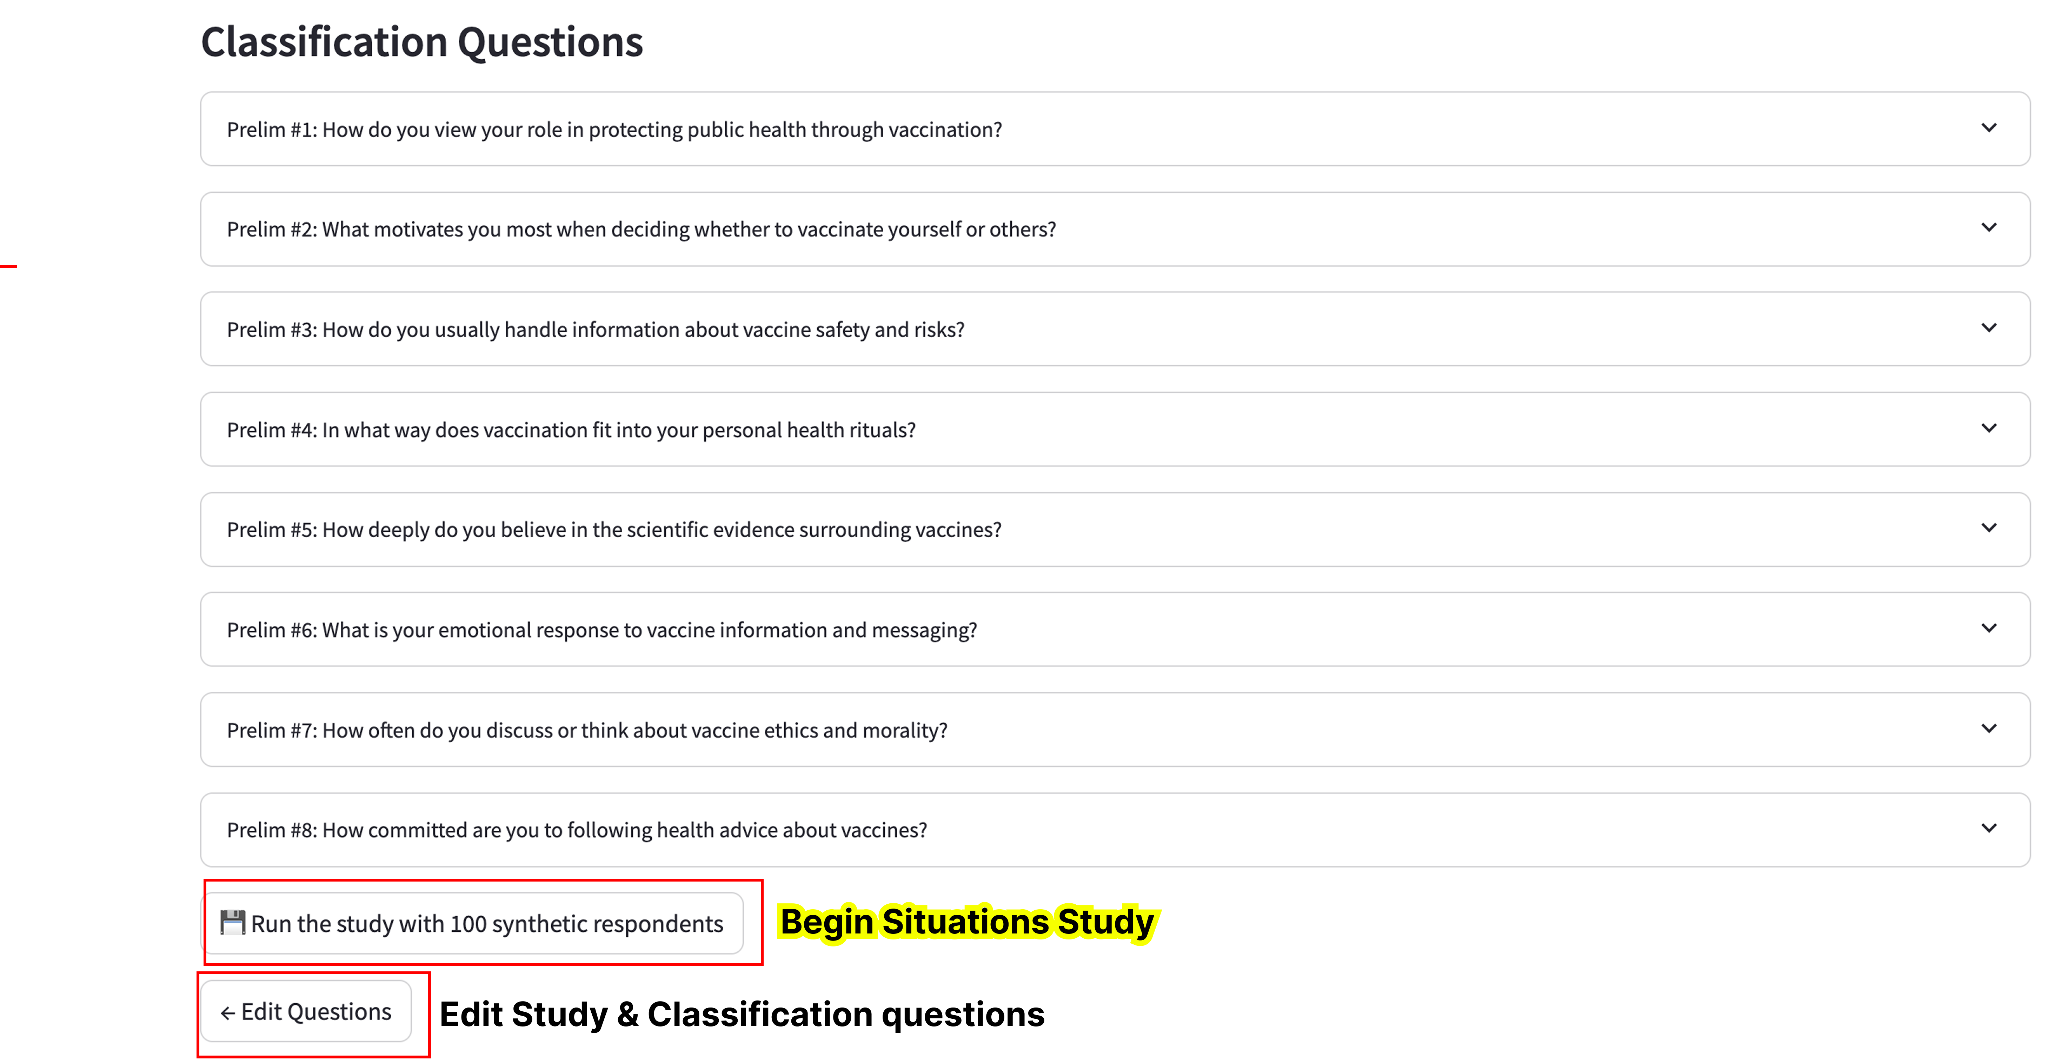 Classification Questions
Prelim #1: How do you view your role in protecting public health through vaccination?
Prelim #2: What motivates you most when deciding whether to vaccinate yourself or others?
Prelim #3: How do you usually handle information about vaccine safety and risks?
Prelim #4: In what way does vaccination fit into your personal health rituals?
Prelim #5: How deeply do you believe in the scientific evidence surrounding vaccines?
Prelim #6: What is your emotional response to vaccine information and messaging?
Prelim #7: How often do you discuss or think about vaccine ethics and morality?
Prelim #8: How committed are you to following health advice about vaccines?
💾 Run the study with 100 synthetic respondents Begin Situations Study
← Edit Questions Edit Study & Classification questions